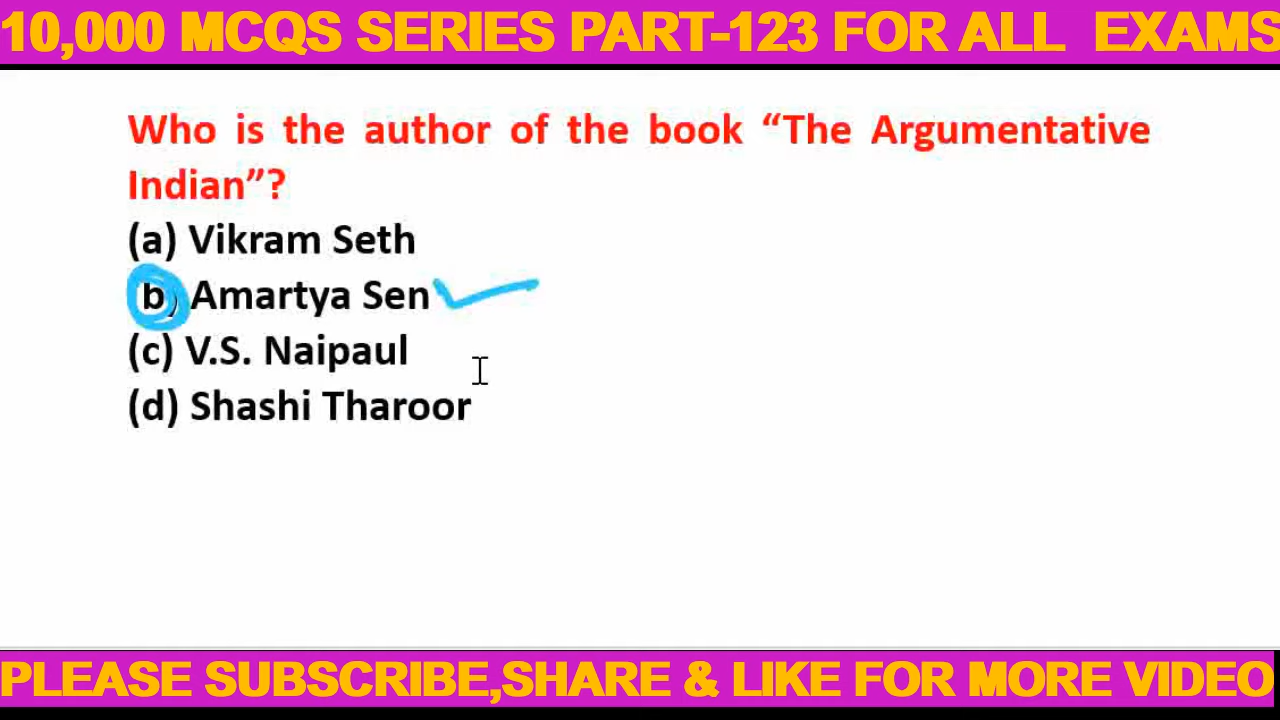 10,000 MCQS SERIES PART-123 FOR ALL EXAMS
Who is the author of the book “The Argumentative
Indian”?
(a) Vikram Seth
(b) Amartya Sen
(c) V.S. Naipaul
(d) Shashi Tharoor
PLEASE SUBSCRIBE,SHARE & LIKE FOR MORE VIDEO